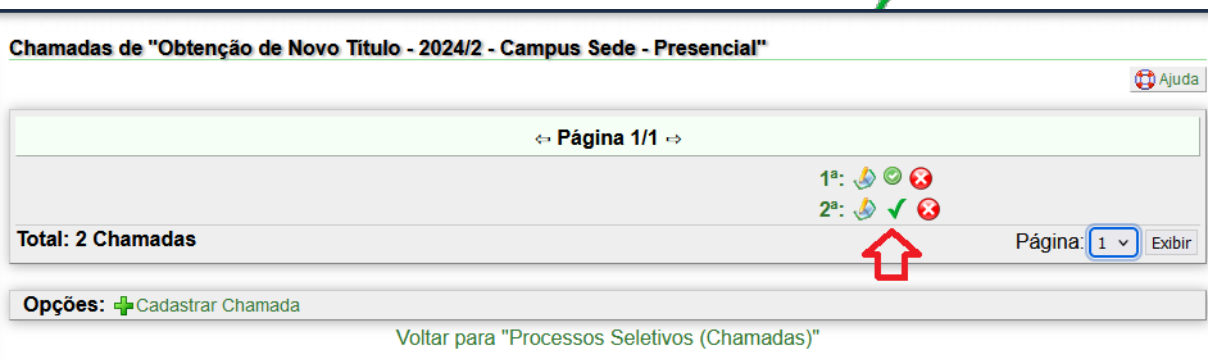 Chamadas de "Obtenção de Novo Título - 2024/2 - Campus Sede - Presencial"
Ajuda
⇦ Página 1/1 ⇨
1ª:
2ª:
Total: 2 Chamadas
Página: 1 Exibir
Opções: Cadastrar Chamada
Voltar para "Processos Seletivos (Chamadas)"